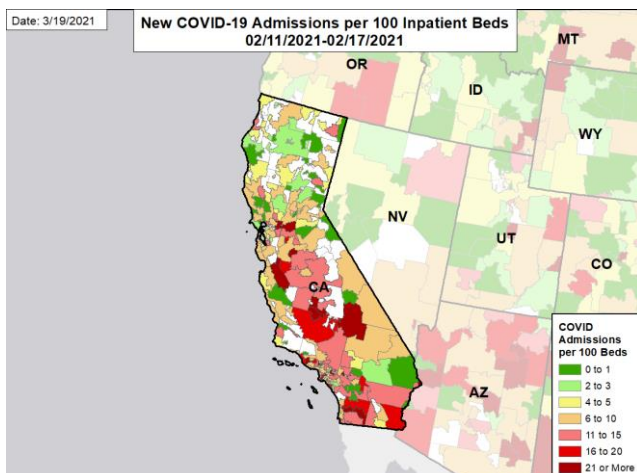 Date: 3/19/2021
New COVID-19 Admissions per 100 Inpatient Beds
02/11/2021-02/17/2021
MT
OR
ID
WY
NV
UT
CO
CA
AZ
COVID
Admissions
per 100 Beds
0 to 1
2 to 3
4 to 5
6 to 10
11 to 15
16 to 20
21 or More